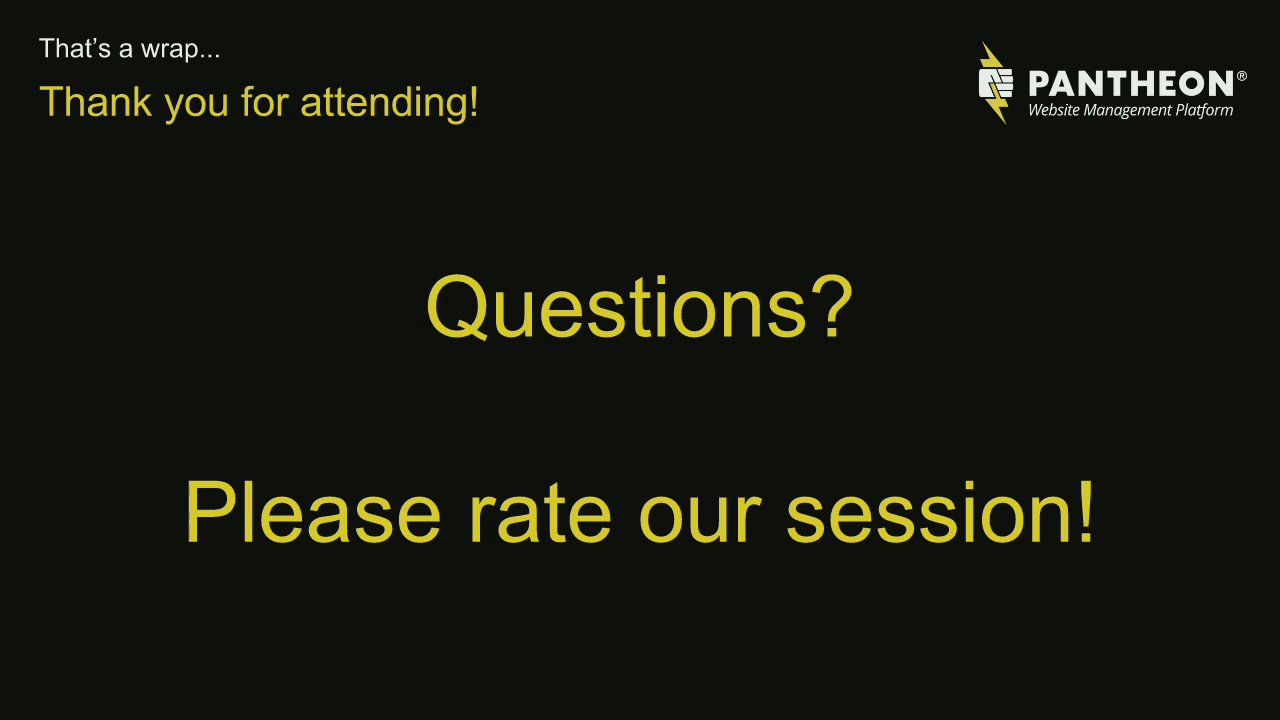 That’s a wrap...
Thank you for attending!
PANTHEON®
Website Management Platform
Questions?
Please rate our session!